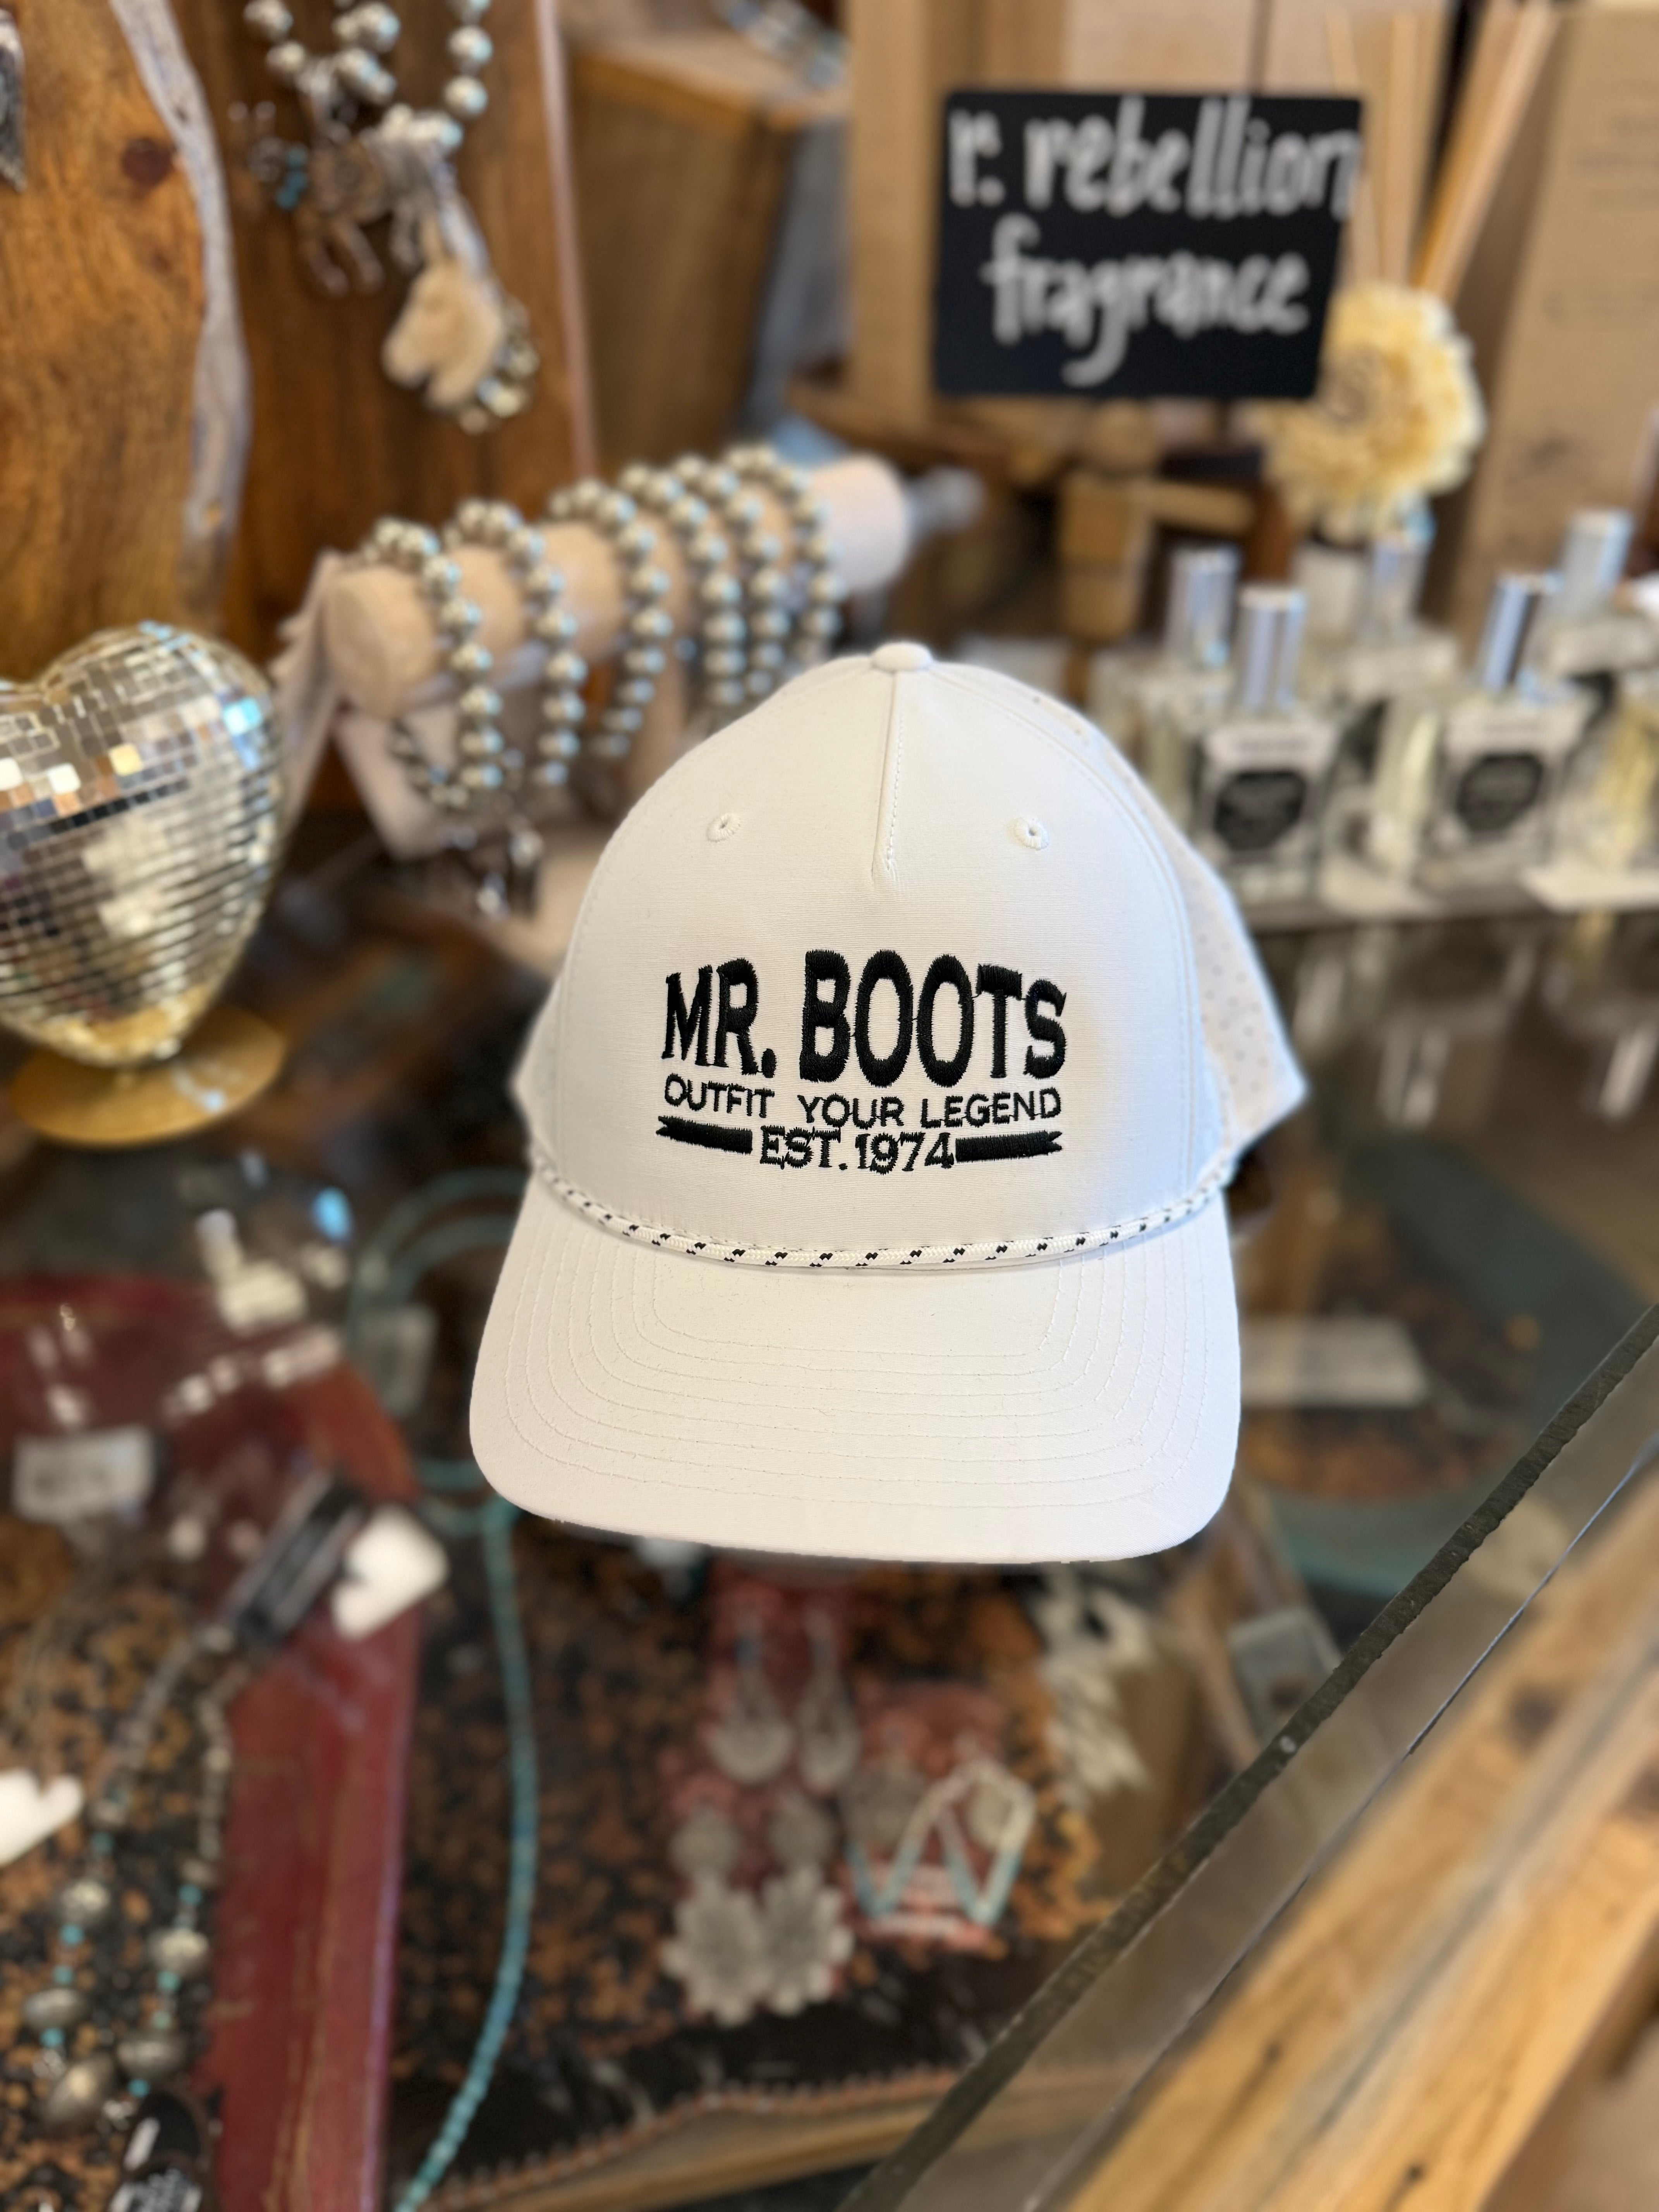 r. rebellion
fragrance
MR. BOOTS
OUTFIT YOUR LEGEND
EST. 1974